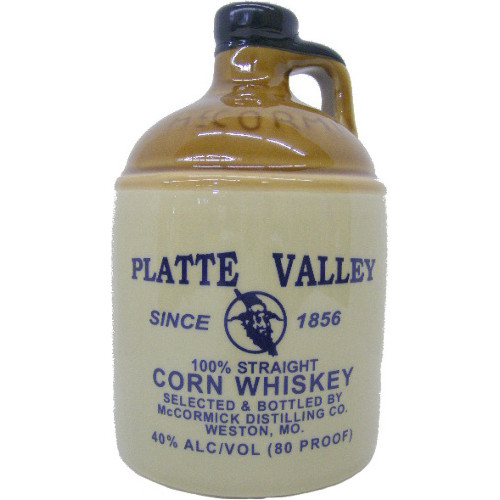 McCORM
PLATTE VALLEY
SINCE 1856
100% STRAIGHT
CORN WHISKEY
SELECTED & BOTTLED BY
McCORMICK DISTILLING CO.
WESTON, MO.
40% ALC/VOL (80 PROOF)